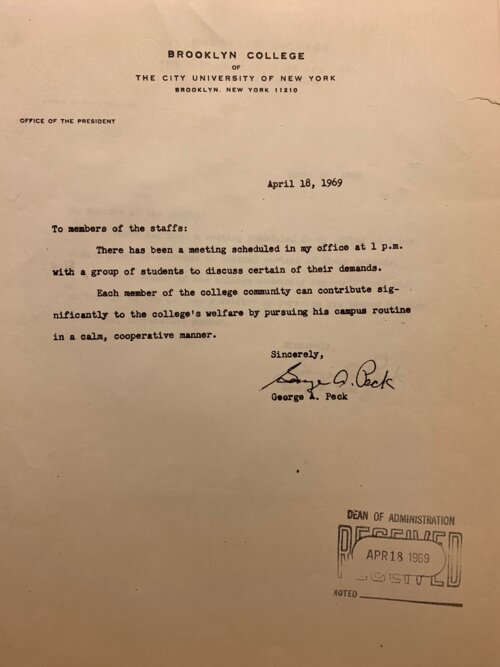 BROOKLYN COLLEGE
OF
THE CITY UNIVERSITY OF NEW YORK
BROOKLYN, NEW YORK 11210
OFFICE OF THE PRESIDENT
April 18, 1969
To members of the staffs:
There has been a meeting scheduled in my office at 1 p.m.
with a group of students to discuss certain of their demands.
Each member of the college community can contribute sig-
nificantly to the college's welfare by pursuing his campus routine
in a calm, cooperative manner.
Sincerely,
George A. Peck
George A. Peck
DEAN OF ADMINISTRATION
RECEIVED
APR 18 1969
NOTED